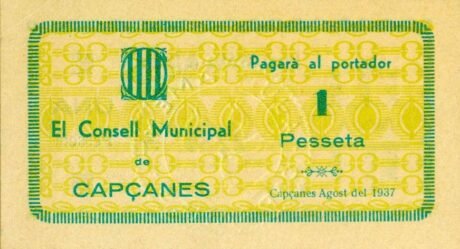 El Consell Municipal
de
CAPÇANES
Pagarà al portador
1
Pesseta
Capçanes Agost del 1937